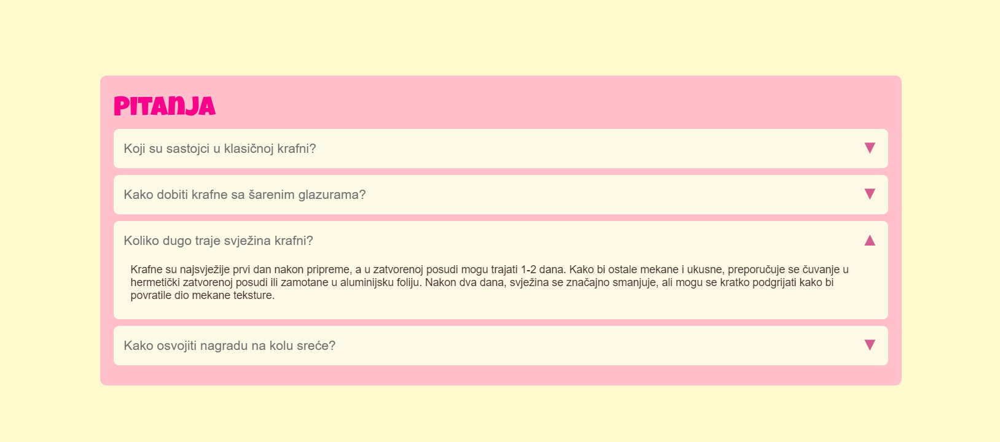 Pitanja
Koji su sastojci u klasičnoj krafni?
Kako dobiti krafne sa šarenim glazurama?
Koliko dugo traje svježina krafni?
Krafne su najsvježije prvi dan nakon pripreme, a u zatvorenoj posudi mogu trajati 1-2 dana. Kako bi ostale mekane i ukusne, preporučuje se čuvanje u
hermetički zatvorenoj posudi ili zamotane u aluminijsku foliju. Nakon dva dana, svježina se značajno smanjuje, ali mogu se kratko podgrijati kako bi
povratile dio mekane teksture.
Kako osvojiti nagradu na kolu sreće?